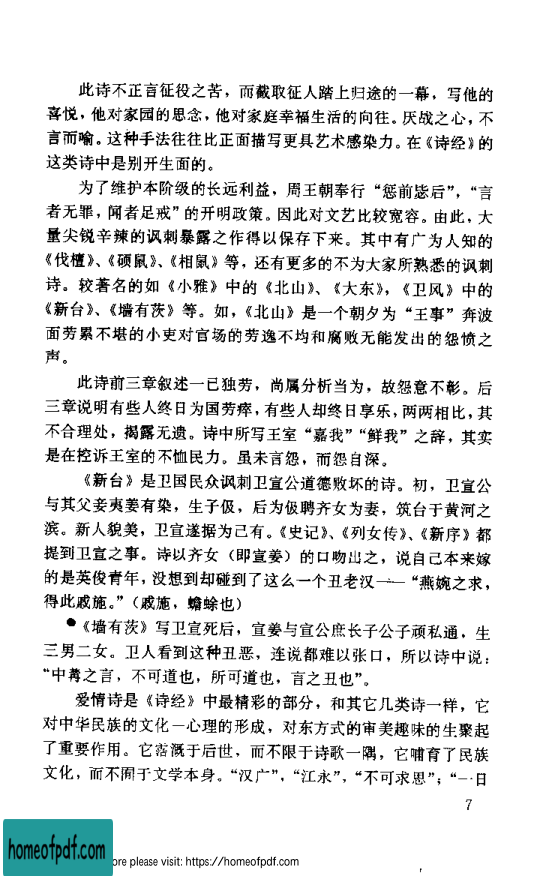 此诗不正言征役之苦，而截取征人踏上归途的一幕，写他的
喜悦，他对家园的思念，他对家庭幸福生活的向往。厌战之心，不
言而喻。这种手法往往比正面描写更具艺术感染力。在《诗经》的
这类诗中是别开生面的。
为了维护本阶级的长远利益，周王朝奉行“惩前毖后”，“言
者无罪，闻者足戒”的开明政策。因此对文艺比较宽容。由此，大
量尖锐辛辣的讽刺暴露之作得以保存下来。其中有广为人知的
《伐檀》、《硕鼠》、《相鼠》等，还有更多的不为大家所熟悉的讽刺
诗。较著名的如《小雅》中的《北山》、《大东》，《卫风》中的
《新台》、《墙有茨》等。如，《北山》是一个朝夕为“王事”奔波
面劳累不堪的小吏对官场的劳逸不均和腐败无能发出的怨愤之
声。
此诗前三章叙述一已独劳，尚属分析当为，故怨意不彰。后
三章说明有些人终日为国劳瘁，有些人却终日享乐，两两相比，其
不合理处，揭露无遗。诗中所写王室“嘉我”“鲜我”之辞，其实
是在控诉王室的不恤民力。虽未言怨，而怨自深。
《新台》是卫国民众讽刺卫宣公道德败坏的诗。初，卫宣公
与其父妾夷姜有染，生子伋，后为伋聘齐女为妻，筑台于黄河之
滨。新人貌美，卫宣遂据为己有。《史记》、《列女传》、《新序》都
提到卫宣之事。诗以齐女（即宣姜）的口吻出之，说自己本来嫁
的是英俊青年，没想到却碰到了这么一个丑老汉——“燕婉之求，
得此戚施。”（戚施，蟾蜍也）
●《墙有茨》写卫宣死后，宣姜与宣公庶长子公子顽私通，生
三男二女。卫人看到这种丑恶，连说都难以张口，所以诗中说：
“中冓之言，不可道也，所可道也，言之丑也”。
爱情诗是《诗经》中最精彩的部分，和其它几类诗一样，它
对中华民族的文化—心理的形成，对东方式的审美趣味的生聚起
了重要作用。它沾溉于后世，而不限于诗歌一隅，它哺育了民族
文化，而不囿于文学本身。“汉广”，“江永”，“不可求思”；“一日
7
homeofpdf.com
ore please visit: https://homeofpdf.com